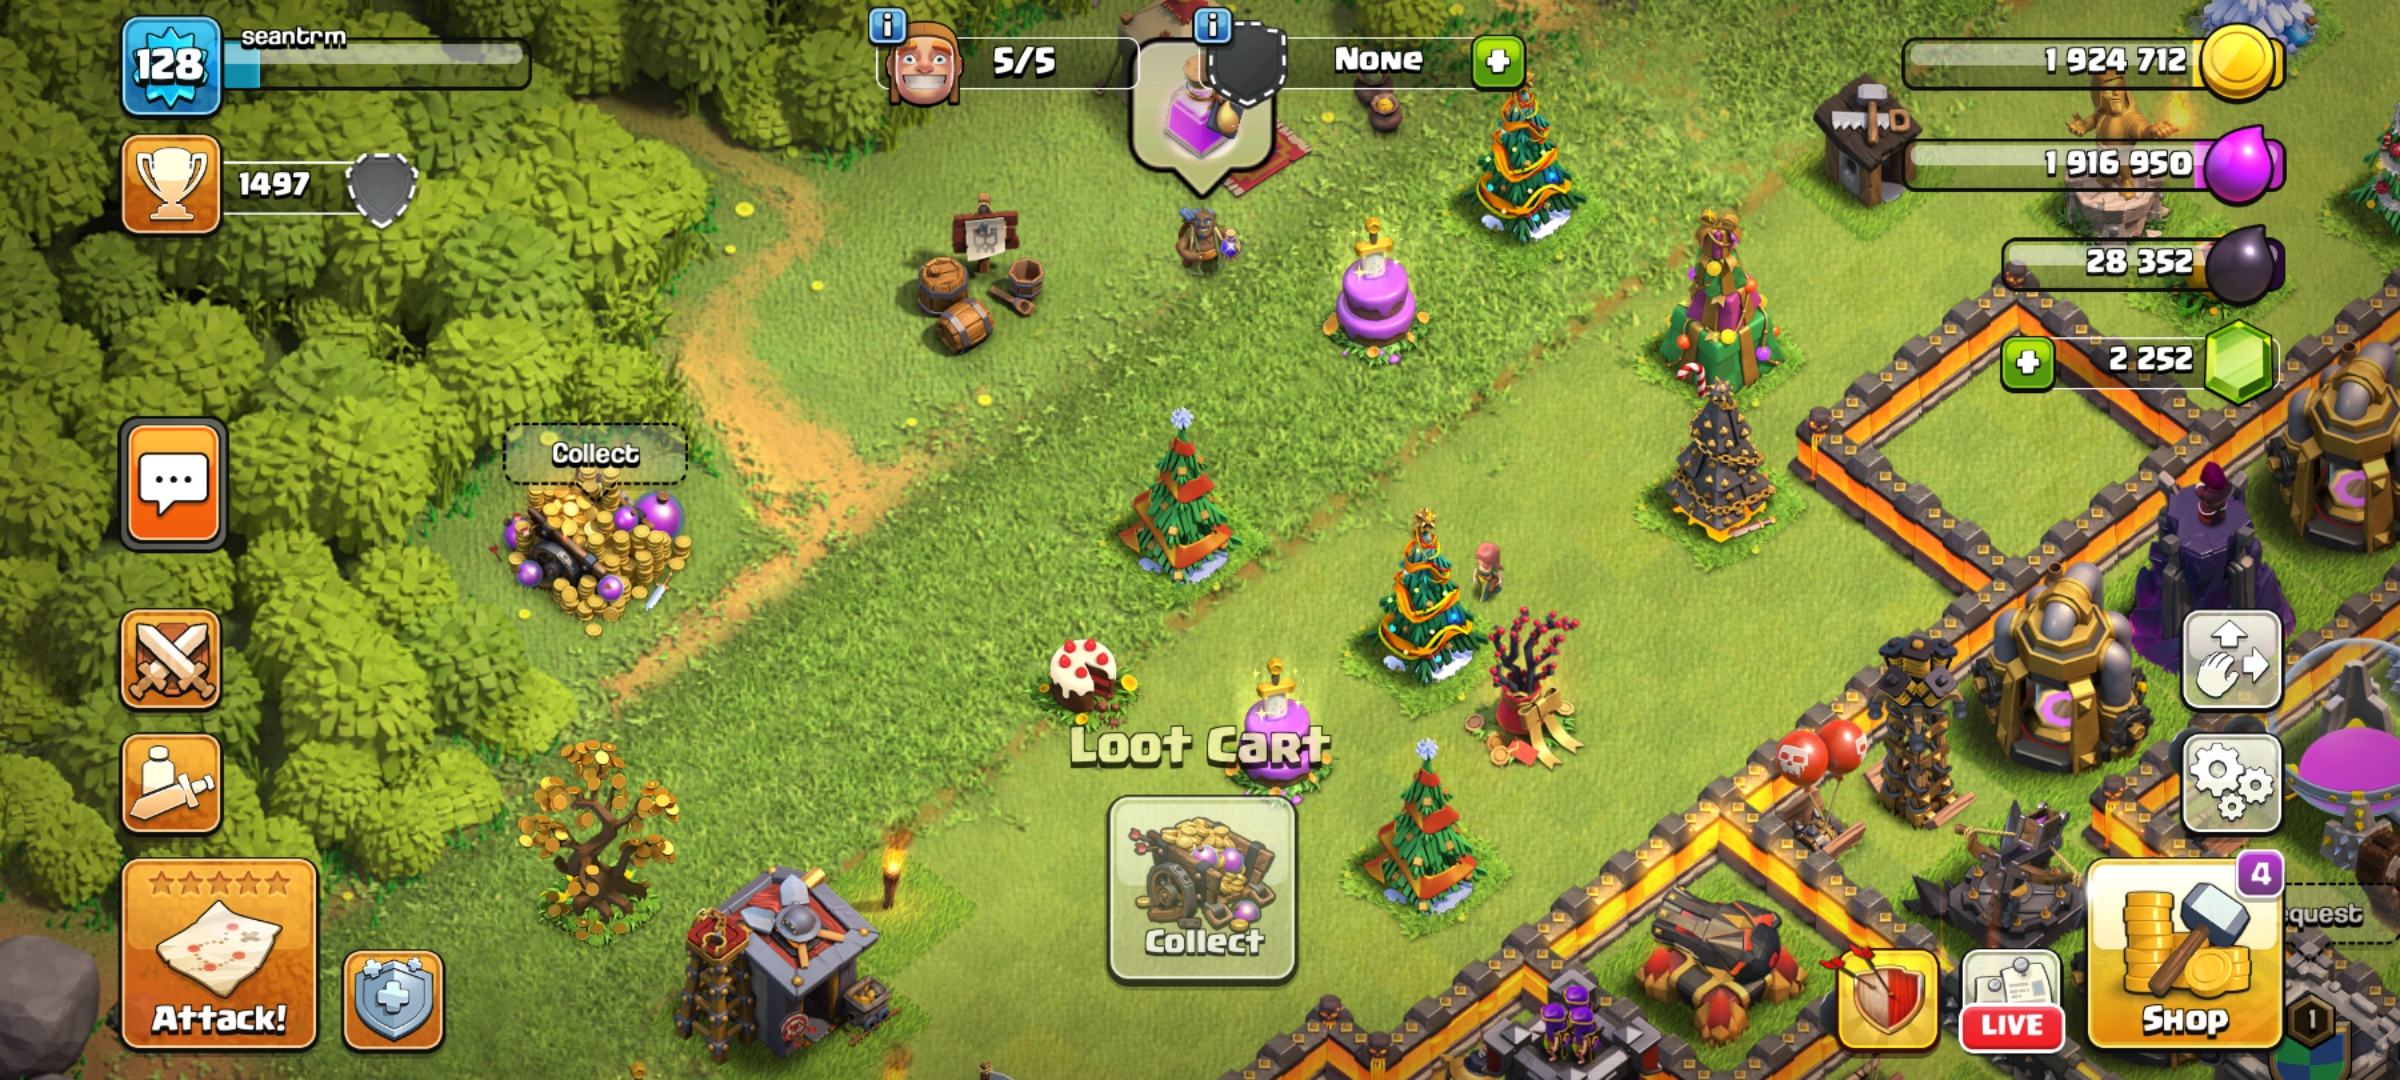 128
seantrm
5/5
None
1 924 712
1497
1 916 950
28 352
2 252
Collect
Loot Cart
Collect
4
equest
Attack!
LIVE
Shop
1